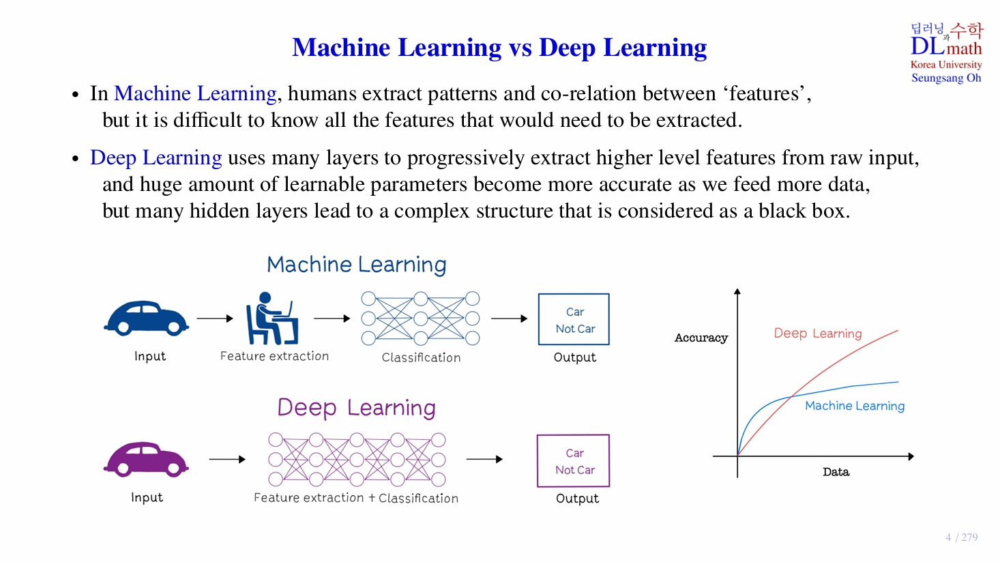 Machine Learning vs Deep Learning
딥러닝과 수학
DLmath
Korea University
Seungsang Oh
• In Machine Learning, humans extract patterns and co-relation between ‘features’,
but it is difficult to know all the features that would need to be extracted.
• Deep Learning uses many layers to progressively extract higher level features from raw input,
and huge amount of learnable parameters become more accurate as we feed more data,
but many hidden layers lead to a complex structure that is considered as a black box.
Machine Learning
Car
Not Car
Input
Feature extraction
Classification
Output
Deep Learning
Car
Not Car
Input
Feature extraction + Classification
Output
Accuracy
Deep Learning
Machine Learning
Data
4 / 279